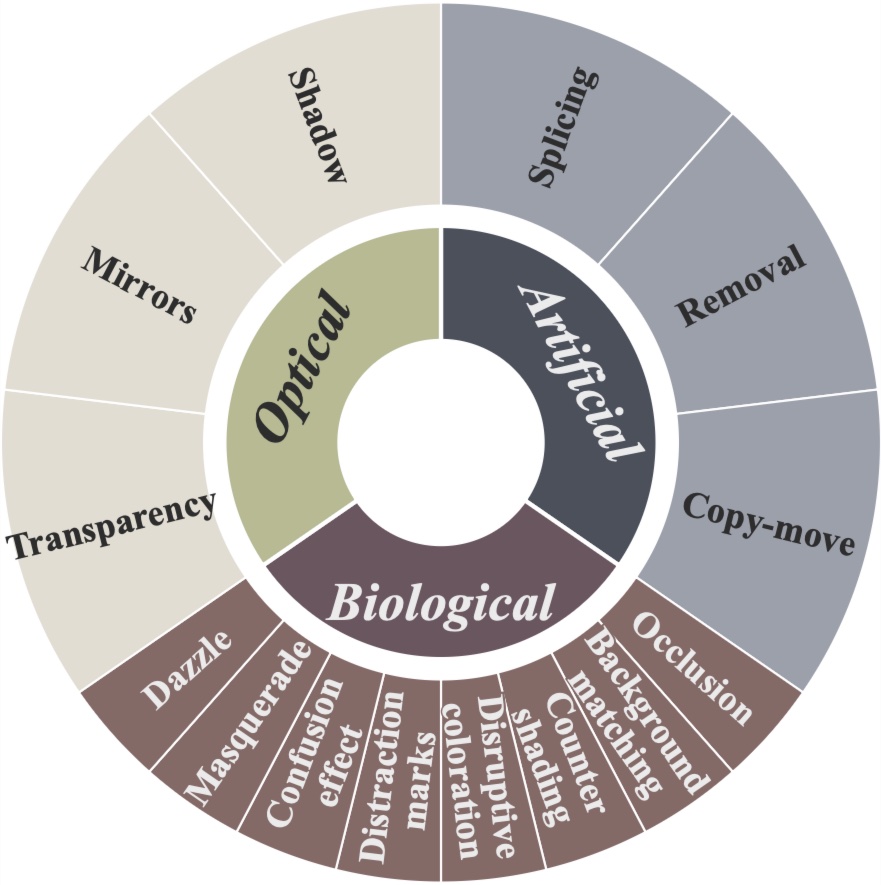 Shadow
Splicing
Mirrors
Removal
Optical
Artificial
Transparency
Copy-move
Biological
Dazzle
Masquerade
Confusion
effect
Distraction
marks
Disruptive
coloration
Counter
shading
Background
matching
Occlusion